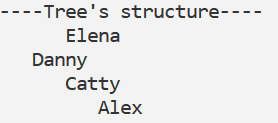 ----Tree's structure----
Elena
Danny
Catty
Alex